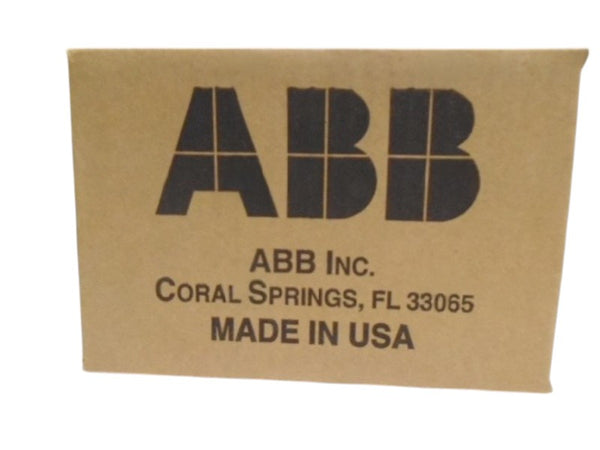 ABB
ABB INC.
CORAL SPRINGS, FL 33065
MADE IN USA